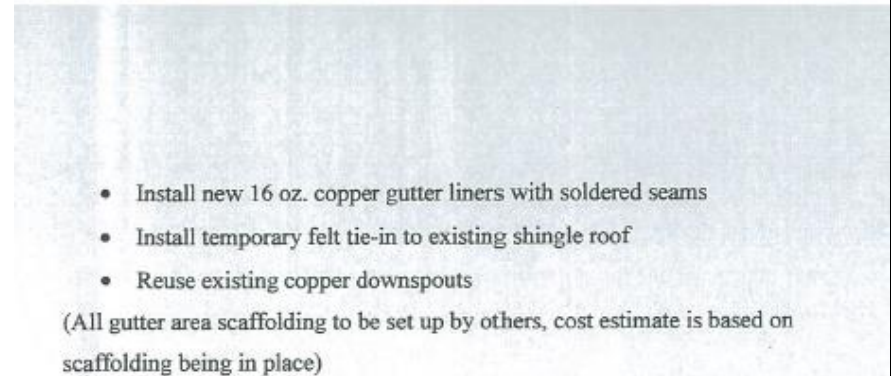 • Install new 16 oz. copper gutter liners with soldered seams
• Install temporary felt tie-in to existing shingle roof
• Reuse existing copper downspouts
(All gutter area scaffolding to be set up by others, cost estimate is based on
scaffolding being in place)